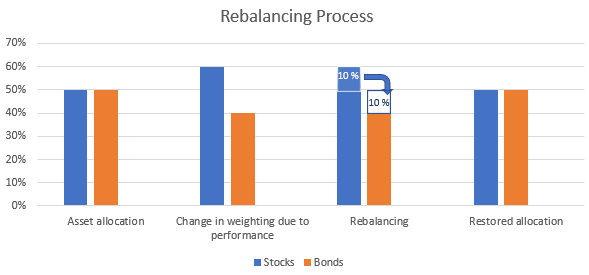 Rebalancing Process
70%
60%
50%
40%
30%
20%
10%
0%
10 %
10 %
Asset allocation
Change in weighting due to
performance
Rebalancing
Restored allocation
Stocks
Bonds